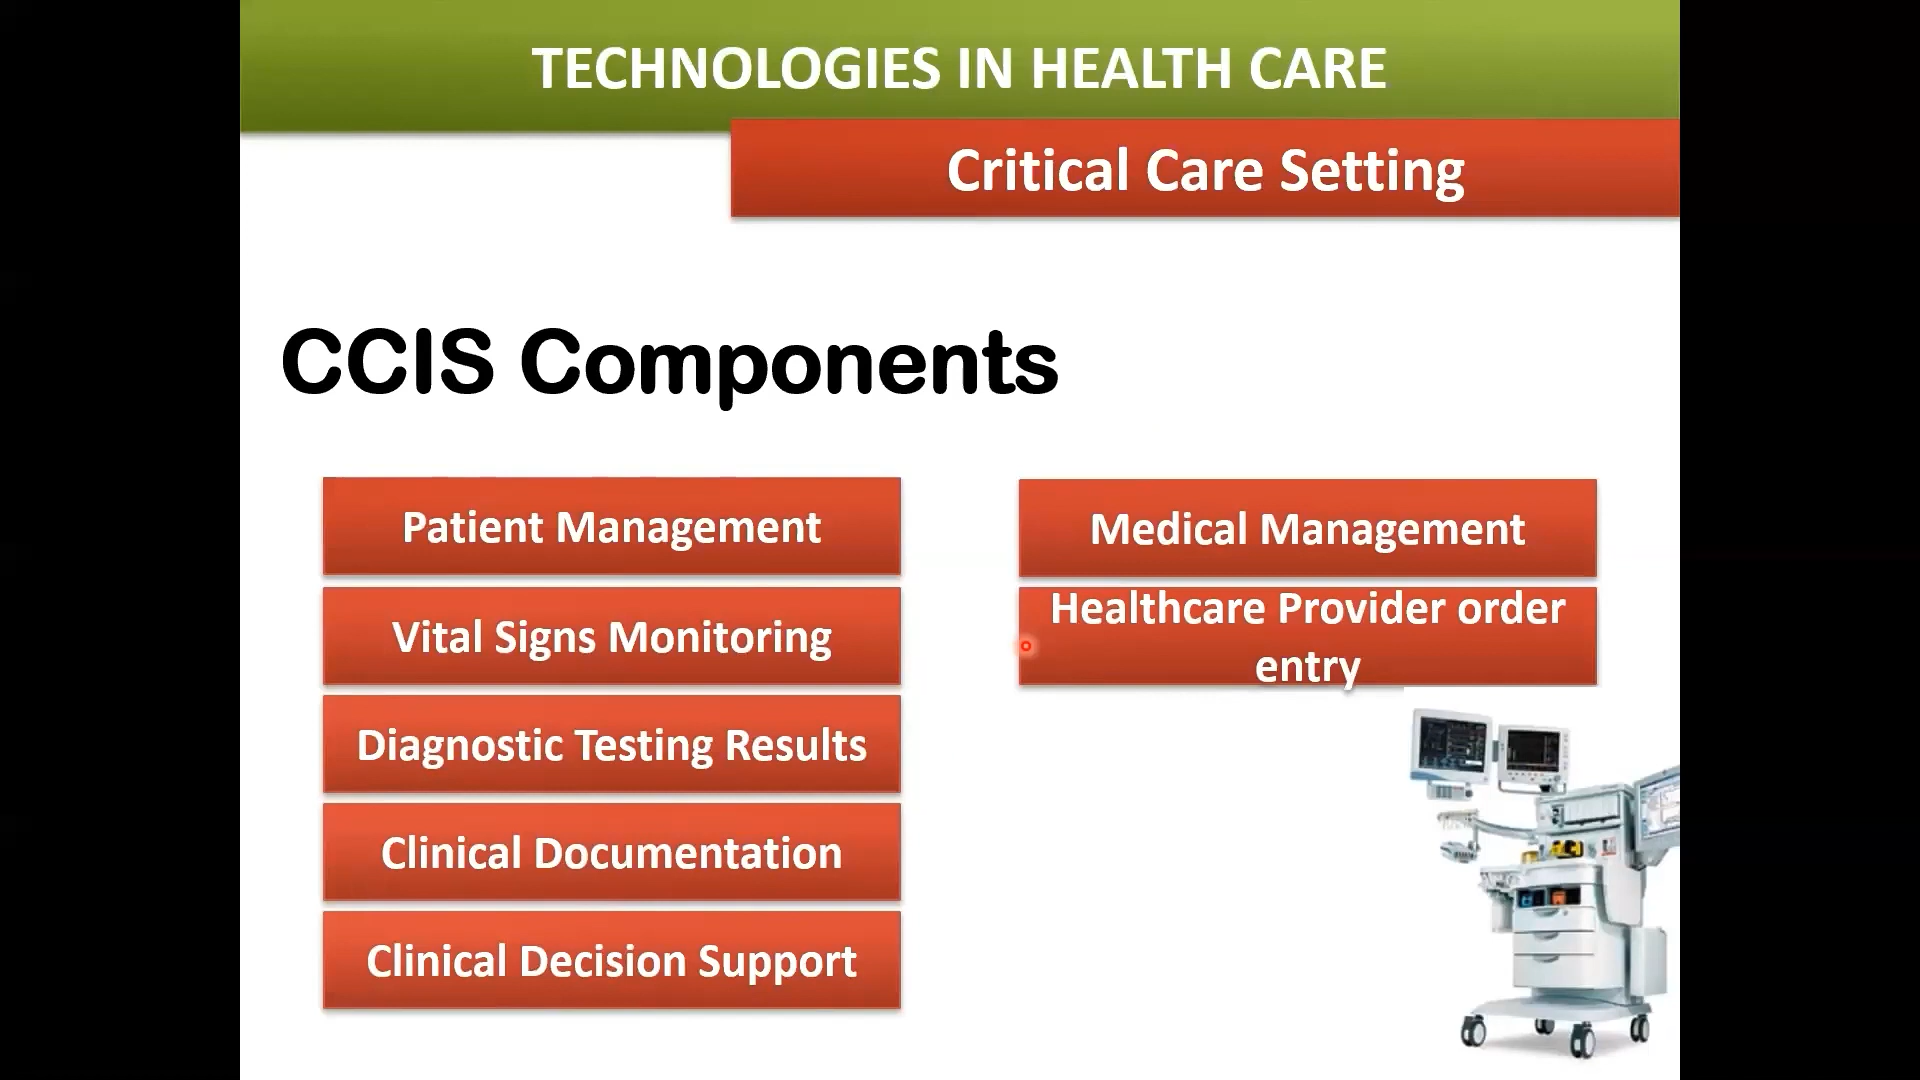 TECHNOLOGIES IN HEALTH CARE
Critical Care Setting
CCIS Components
Patient Management
Vital Signs Monitoring
Diagnostic Testing Results
Clinical Documentation
Clinical Decision Support
Medical Management
Healthcare Provider order
entry